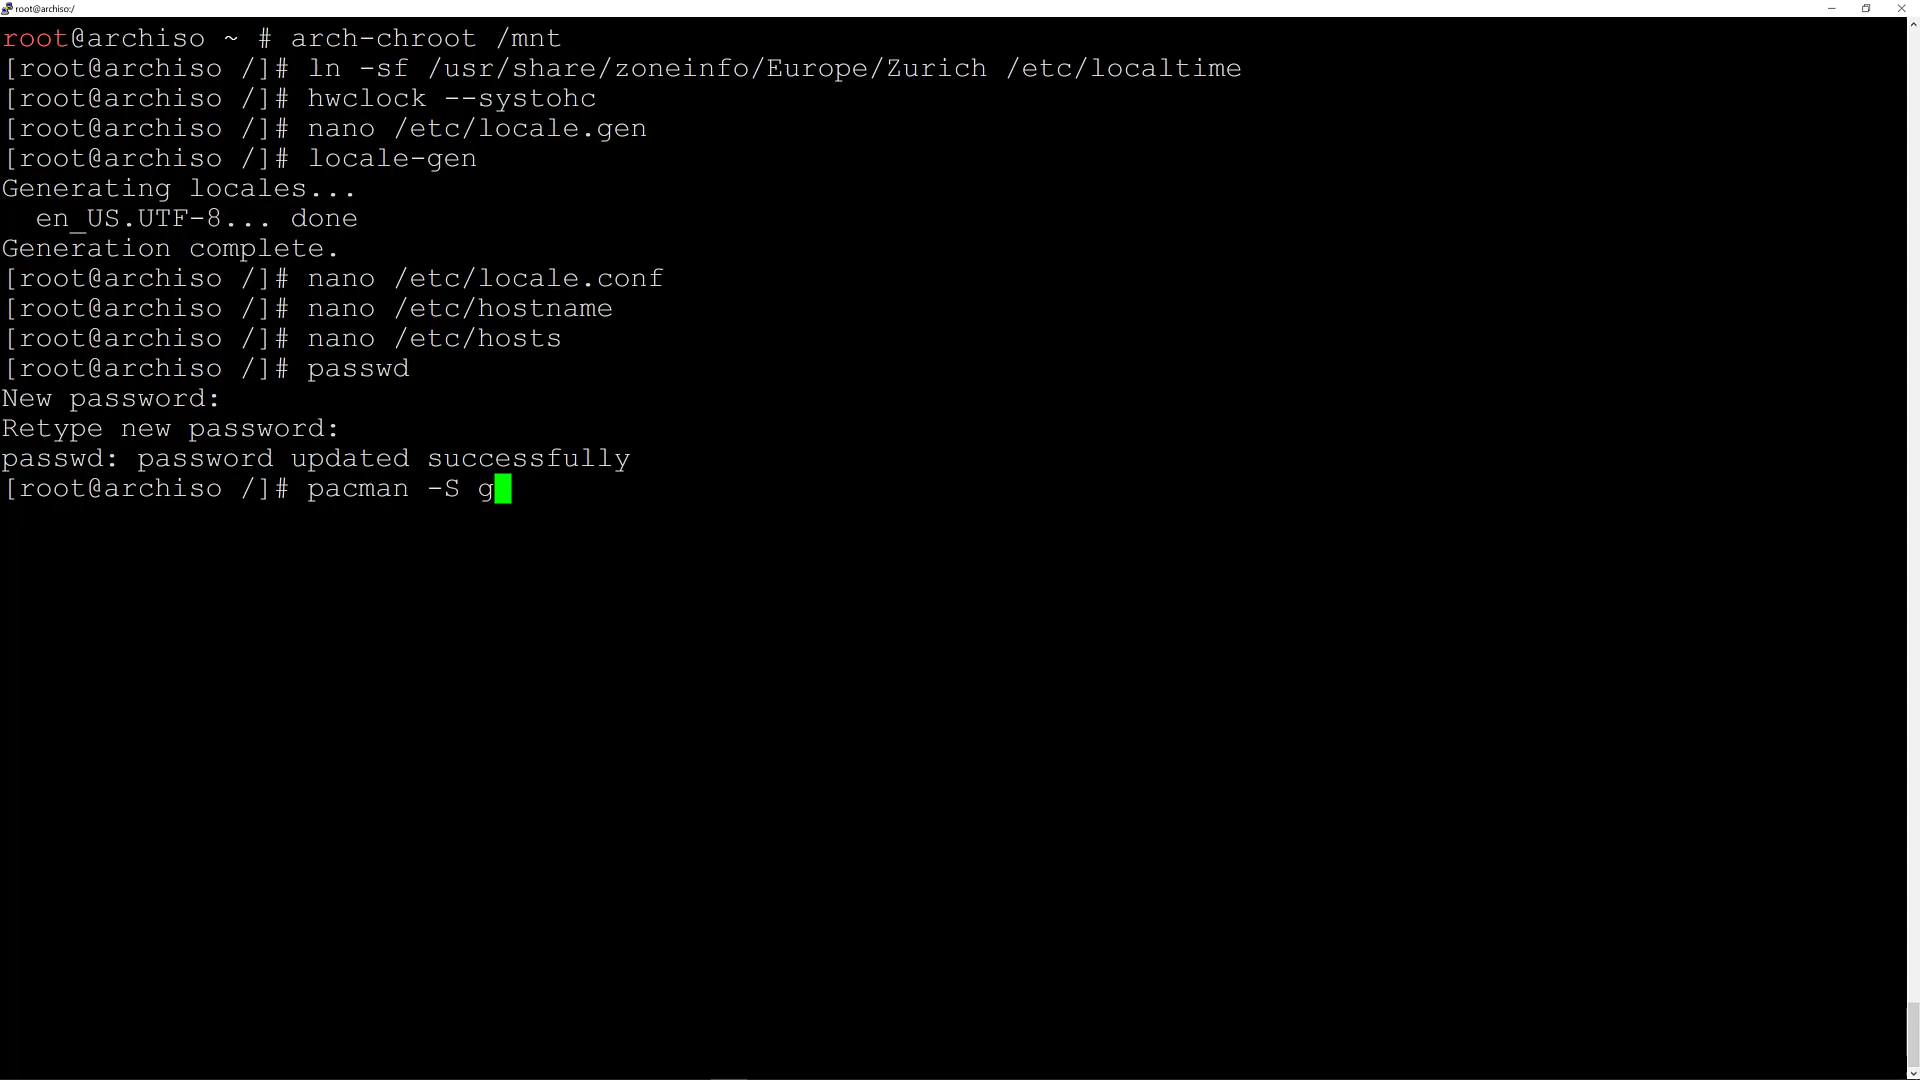 root@archiso:/
root@archiso ~ # arch-chroot /mnt
[root@archiso /]# ln -sf /usr/share/zoneinfo/Europe/Zurich /etc/localtime
[root@archiso /]# hwclock --systohc
[root@archiso /]# nano /etc/locale.gen
[root@archiso /]# locale-gen
Generating locales...
  en_US.UTF-8... done
Generation complete.
[root@archiso /]# nano /etc/locale.conf
[root@archiso /]# nano /etc/hostname
[root@archiso /]# nano /etc/hosts
[root@archiso /]# passwd
New password:
Retype new password:
passwd: password updated successfully
[root@archiso /]# pacman -S g